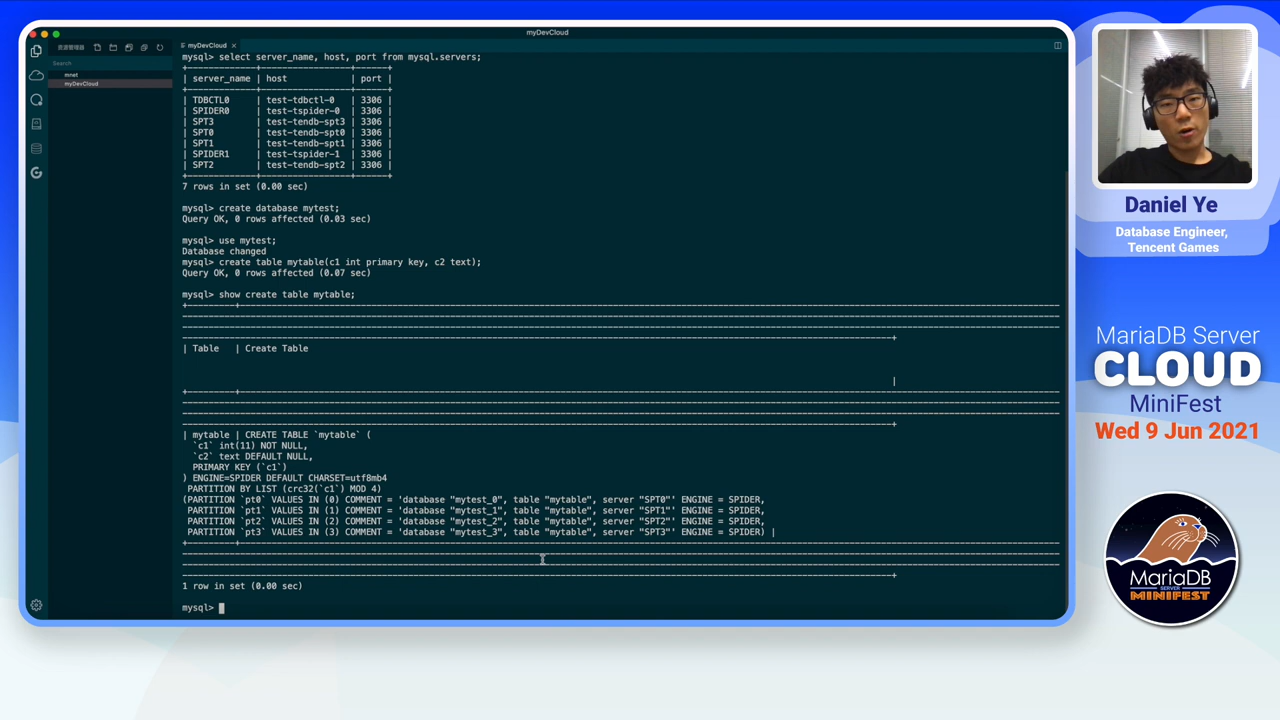 myDevCloud
资源管理器
myDevCloud
Search
mnet
myDevCloud
mysql> select server_name, host, port from mysql.servers;
| server_name | host | port |
| TDBCTL0 | test-tdbctl-0 | 3306 |
| SPIDER0 | test-tspider-0 | 3306 |
| SPT3 | test-tendb-spt3 | 3306 |
| SPT0 | test-tendb-spt0 | 3306 |
| SPT1 | test-tendb-spt1 | 3306 |
| SPIDER1 | test-tspider-1 | 3306 |
| SPT2 | test-tendb-spt2 | 3306 |
7 rows in set (0.00 sec)
mysql> create database mytest;
Query OK, 0 rows affected (0.03 sec)
mysql> use mytest;
Database changed
mysql> create table mytable(c1 int primary key, c2 text);
Query OK, 0 rows affected (0.07 sec)
mysql> show create table mytable;
| Table | Create Table
|
| mytable | CREATE TABLE `mytable` (
`c1` int(11) NOT NULL,
`c2` text DEFAULT NULL,
PRIMARY KEY (`c1`)
) ENGINE=SPIDER DEFAULT CHARSET=utf8mb4
PARTITION BY LIST (crc32(`c1`) MOD 4)
(PARTITION `pt0` VALUES IN (0) COMMENT = 'database "mytest_0", table "mytable", server "SPT0"' ENGINE = SPIDER,
PARTITION `pt1` VALUES IN (1) COMMENT = 'database "mytest_1", table "mytable", server "SPT1"' ENGINE = SPIDER,
PARTITION `pt2` VALUES IN (2) COMMENT = 'database "mytest_2", table "mytable", server "SPT2"' ENGINE = SPIDER,
PARTITION `pt3` VALUES IN (3) COMMENT = 'database "mytest_3", table "mytable", server "SPT3"' ENGINE = SPIDER) |
1 row in set (0.00 sec)
mysql>
Daniel Ye
Database Engineer,
Tencent Games
MariaDB Server
CLOUD
MiniFest
Wed 9 Jun 2021
MariaDB
SERVER
MINIFEST